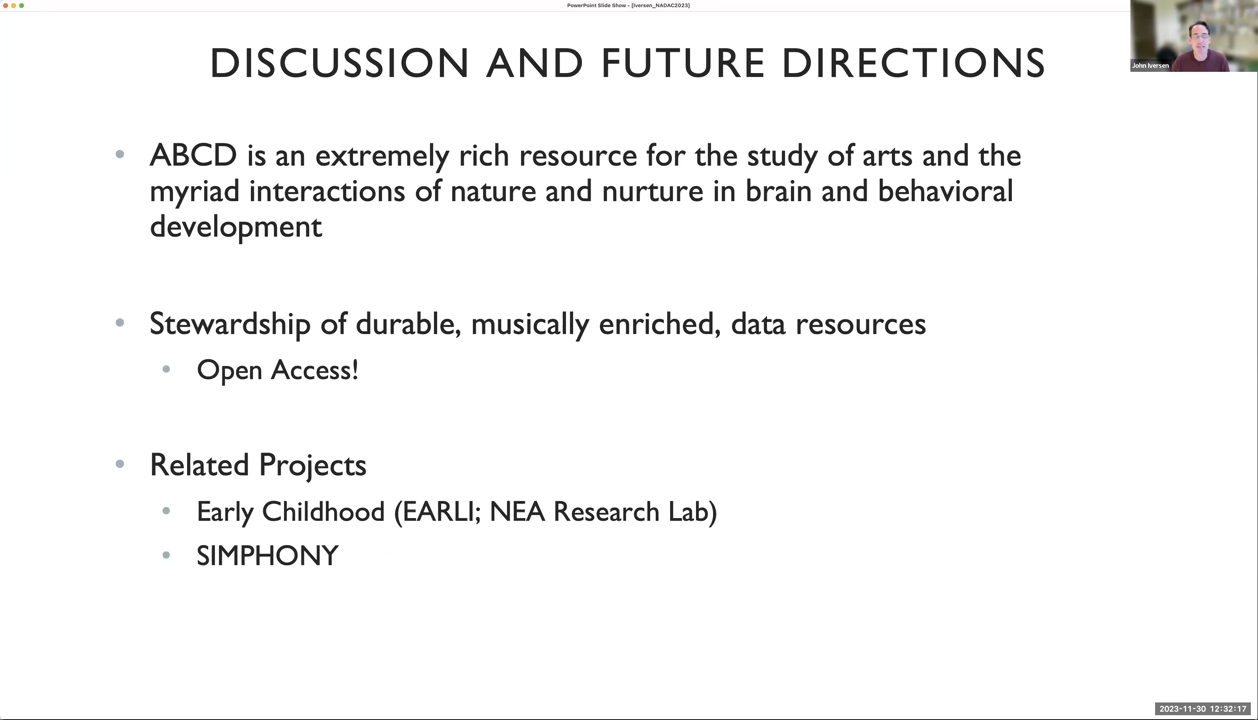 PowerPoint Slide Show - [Iversen_NADAC2023]
DISCUSSION AND FUTURE DIRECTIONS
John Iversen
• ABCD is an extremely rich resource for the study of arts and the
myriad interactions of nature and nurture in brain and behavioral
development
• Stewardship of durable, musically enriched, data resources
• Open Access!
• Related Projects
• Early Childhood (EARLI; NEA Research Lab)
• SIMPHONY
2023-11-30 12:32:17